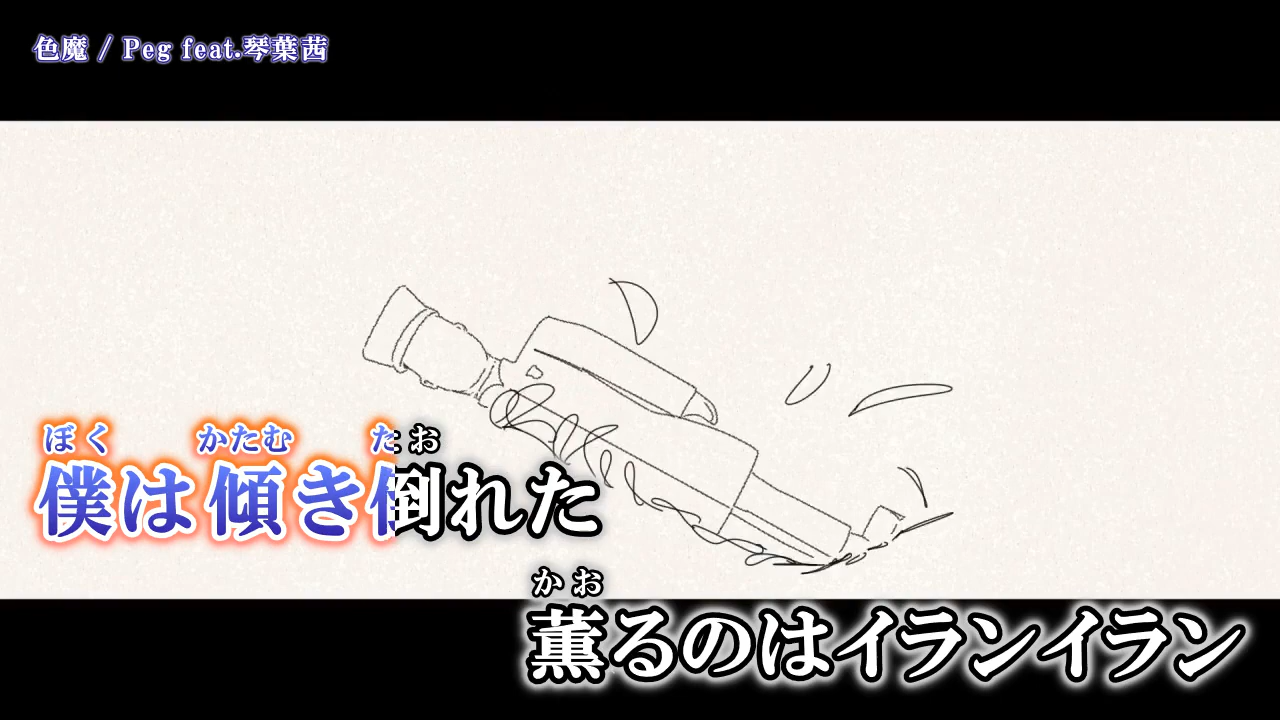 色魔 / Peg feat.琴葉茜
ぼく かたむ たお
僕は傾き倒れた
かお
薫るのはイランイラン